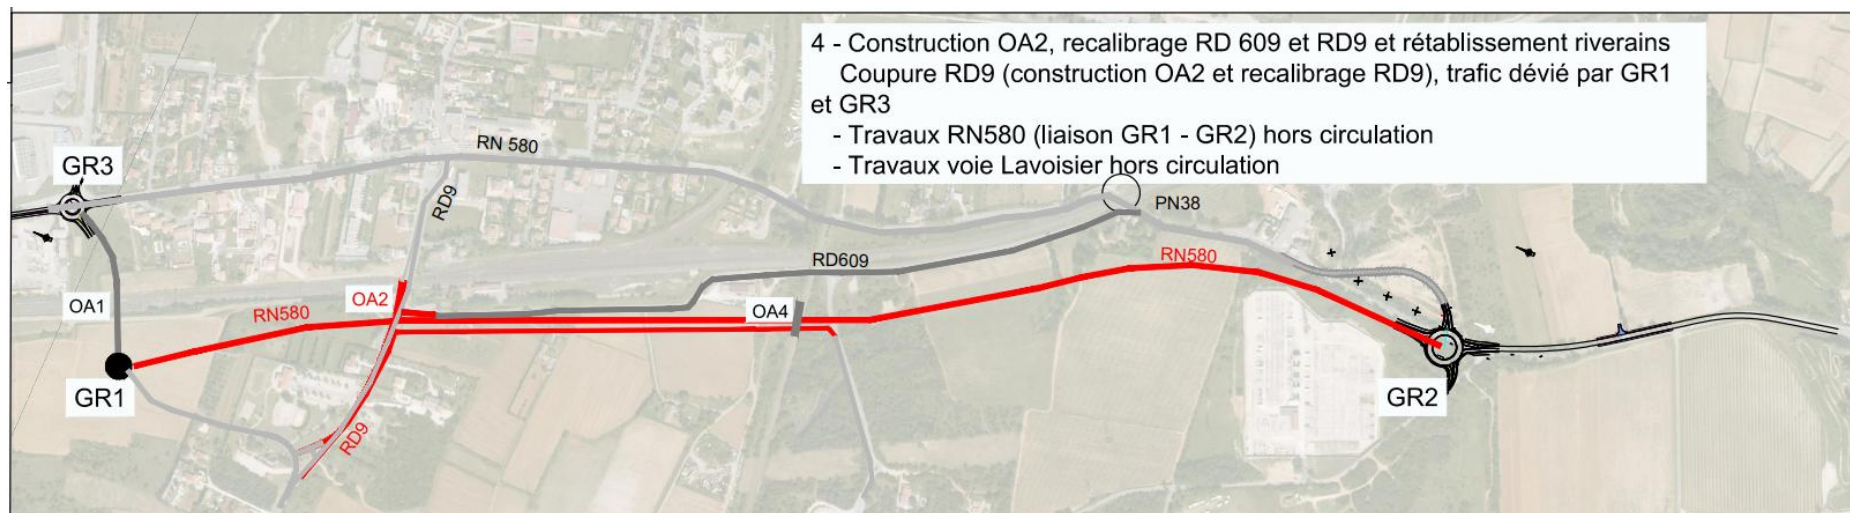 4 - Construction OA2, recalibrage RD 609 et RD9 et rétablissement riverains
Coupure RD9 (construction OA2 et recalibrage RD9), trafic dévié par GR1
et GR3
- Travaux RN580 (liaison GR1 - GR2) hors circulation
- Travaux voie Lavoisier hors circulation
RN 580
GR3
RD9
PN38
RD609
RN580
OA1
OA2
RN580
OA4
GR1
GR2
RD9